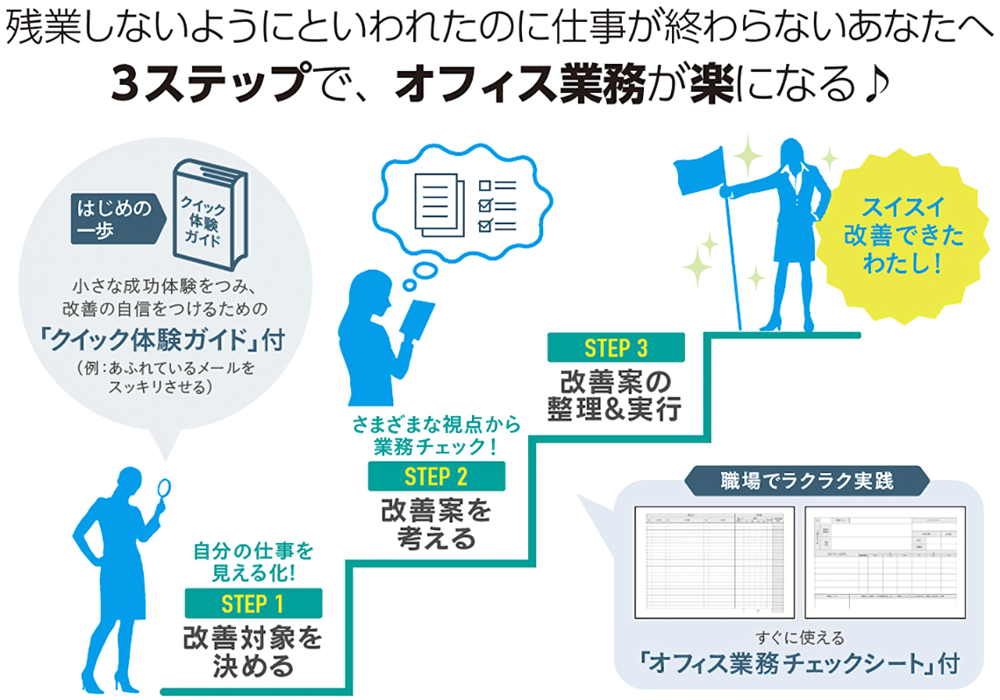 残業しないようにといわれたのに仕事が終わらないあなたへ
3ステップで、オフィス業務が楽になる♪
はじめの
一歩
クイック
体験
ガイド
小さな成功体験をつみ、
改善の自信をつけるための
「クイック体験ガイド」付
(例:あふれているメールを
スッキリさせる)
自分の仕事を
見える化!
STEP 1
改善対象を
決める
さまざまな視点から
業務チェック!
STEP 2
改善案を
考える
STEP 3
改善案の
整理&実行
スイスイ
改善できた
わたし!
職場でラクラク実践
すぐに使える
「オフィス業務チェックシート」付